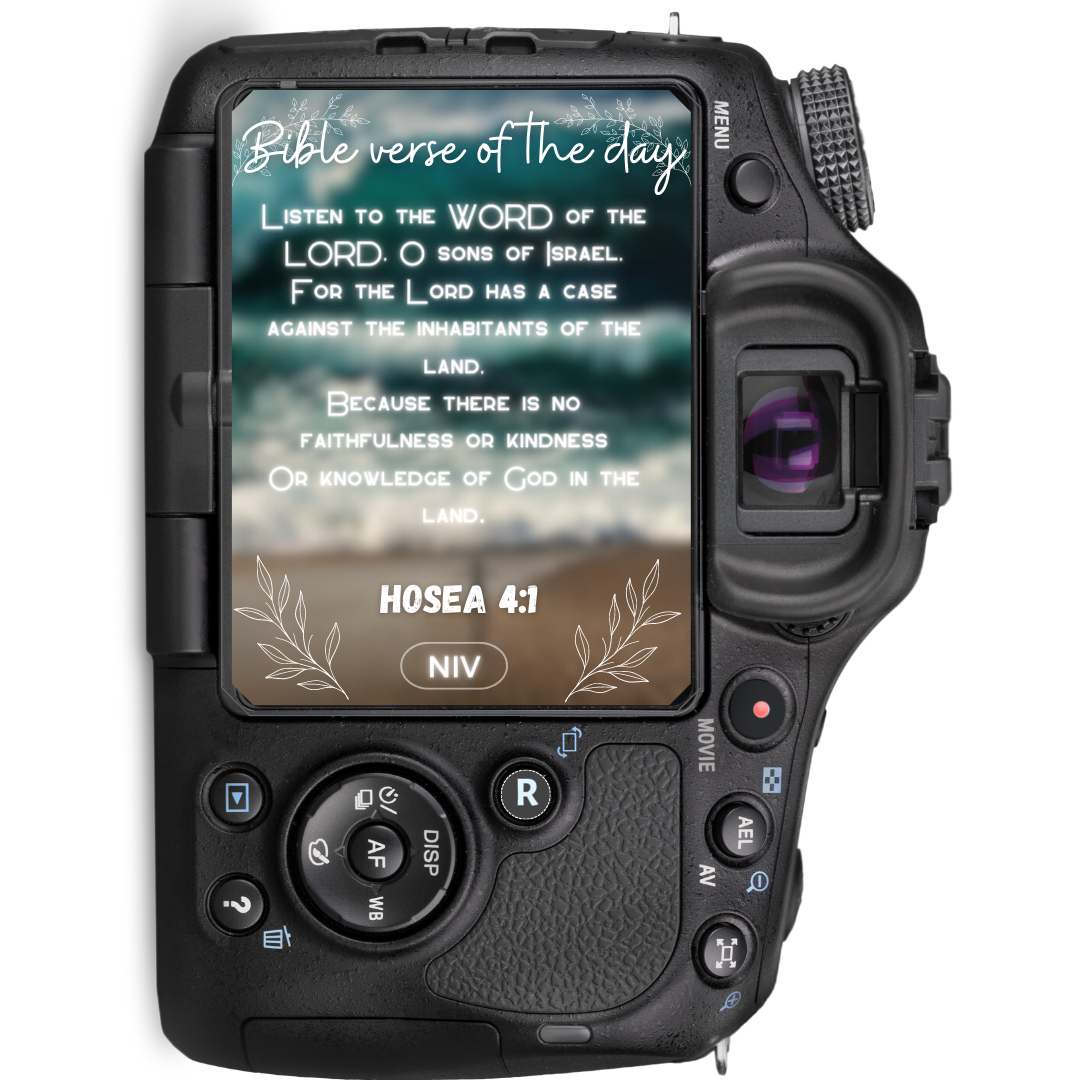 Bible verse of the day
Listen to the WORD of the
LORD. O sons of Israel.
For the Lord has a case
against the inhabitants of the
land.
Because there is no
faithfulness or kindness
Or knowledge of God in the
land.
HOSEA 4:1
NIV
MENU
MOVIE
R
AEL
AV
DISP
AF
WB
?